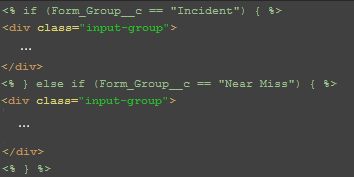 <% if (Form_Group__c == "Incident") { %>
<div class="input-group">
...
</div>
<% } else if (Form_Group__c == "Near Miss") { %>
<div class="input-group">
...
</div>
<% } %>